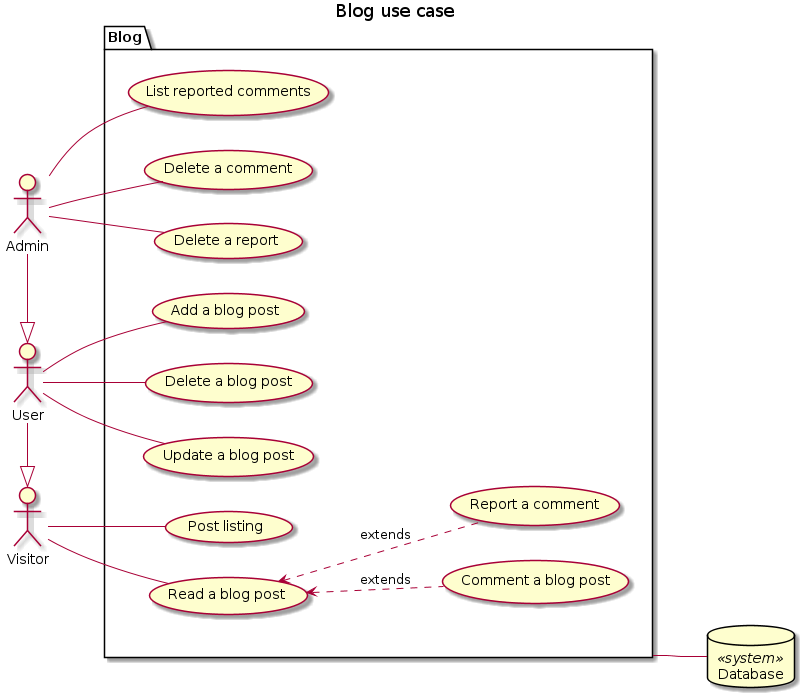 Blog use case
Blog
List reported comments
Delete a comment
Admin
Delete a report
Add a blog post
User
Delete a blog post
Update a blog post
Visitor
Post listing
Report a comment
extends
Read a blog post
extends
Comment a blog post
«system»
Database